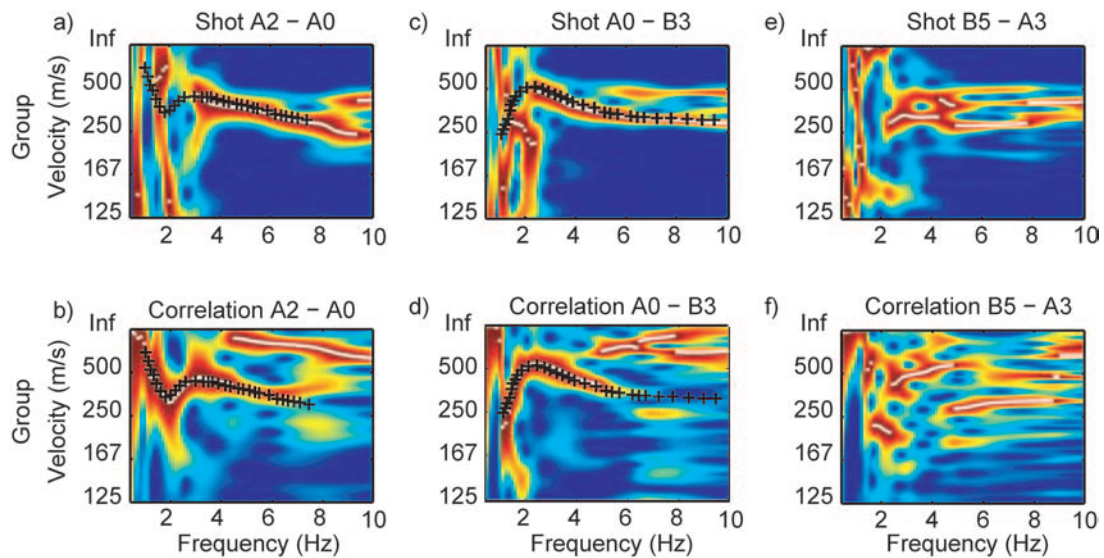 a) Shot A2 − A0
Inf
500
250
167
125
Group
Velocity (m/s)
2 4 6 8 10
c) Shot A0 − B3
Inf
500
250
167
125
2 4 6 8 10
e) Shot B5 − A3
Inf
500
250
167
125
2 4 6 8 10
b) Correlation A2 − A0
Inf
500
250
167
125
Group
Velocity (m/s)
2 4 6 8 10
Frequency (Hz)
d) Correlation A0 − B3
Inf
500
250
167
125
2 4 6 8 10
Frequency (Hz)
f) Correlation B5 − A3
Inf
500
250
167
125
2 4 6 8 10
Frequency (Hz)